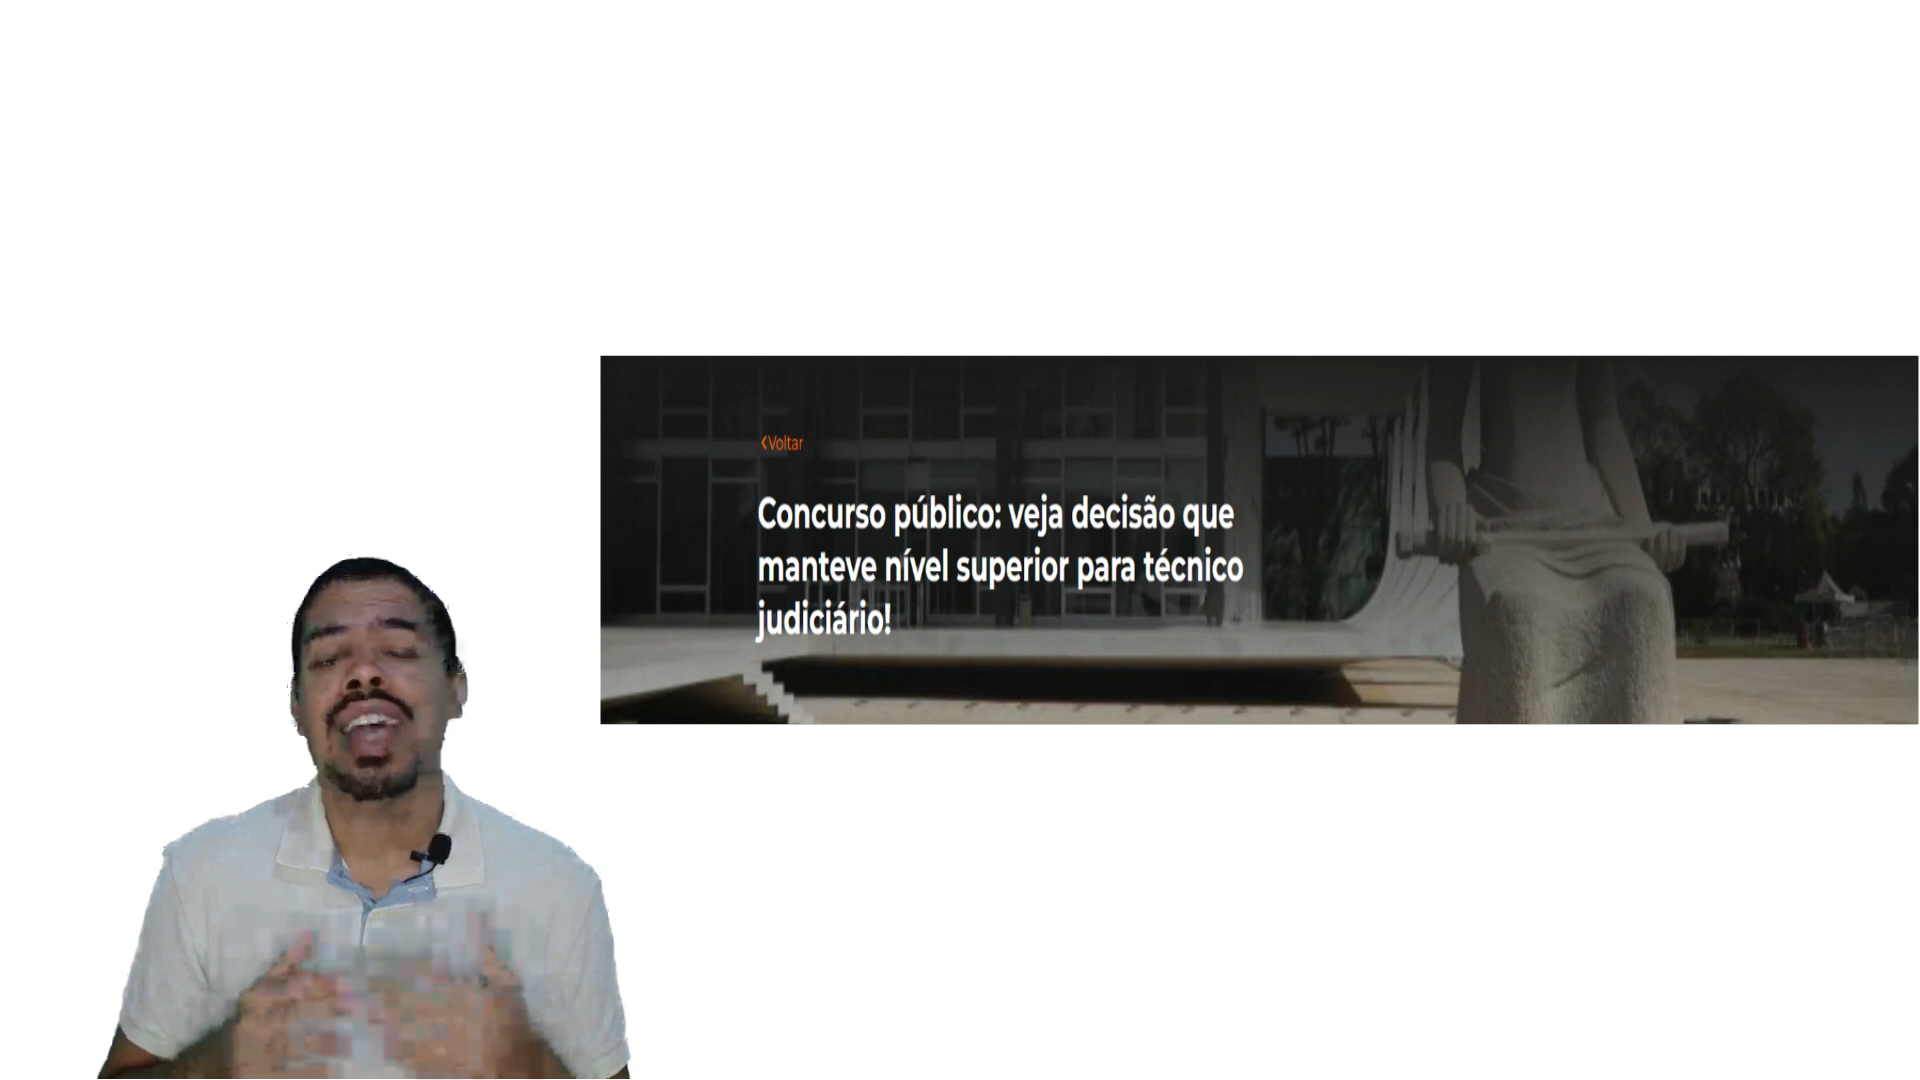 ‹Voltar
Concurso público: veja decisão que
manteve nível superior para técnico
judiciário!